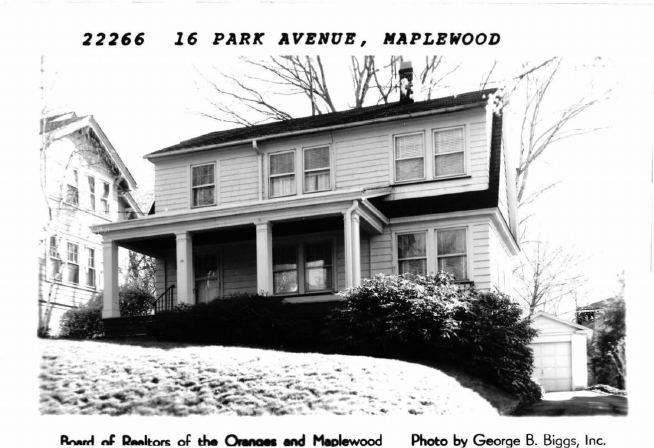 22266 16 PARK AVENUE, MAPLEWOOD
Board of Realtors of the Oranges and Maplewood Photo by George B. Biggs, Inc.